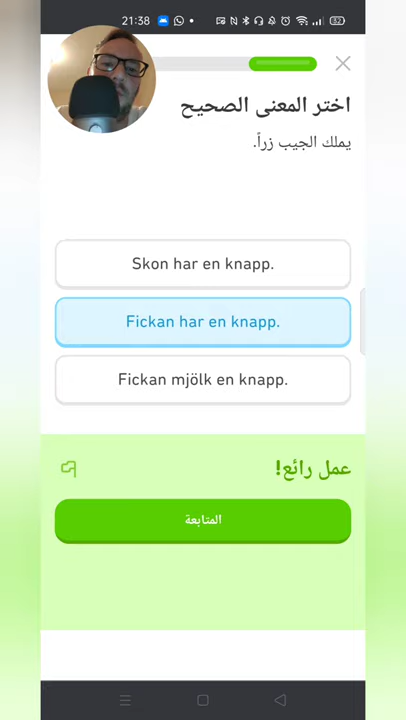 21:38
82
اختر المعنى الصحيح
يملك الجيب زراً.
Skon har en knapp.
Fickan har en knapp.
Fickan mjölk en knapp.
عمل رائع!
المتابعة